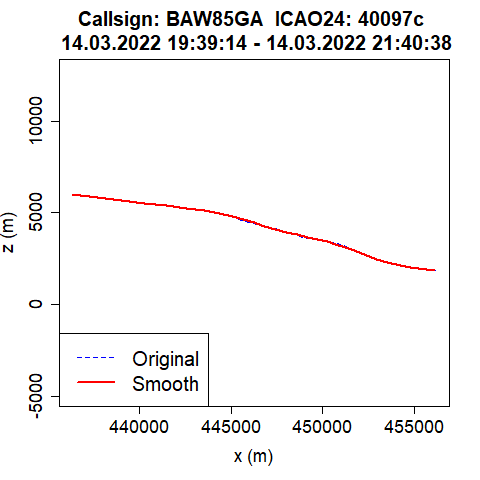 Callsign: BAW85GA  ICAO24: 40097c
14.03.2022 19:39:14 - 14.03.2022 21:40:38
z (m)
10000
5000
0
-5000
Original
Smooth
440000 445000 450000 455000
x (m)